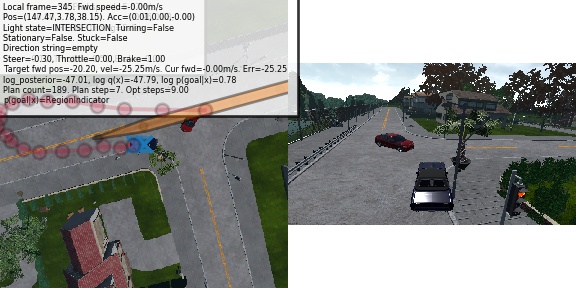 Local frame=345. Fwd speed=-0.00m/s
Pos=(147.47,3.78,38.15). Acc=(0.01,0.00,-0.00)
Light state=INTERSECTION. Turning=False
Stationary=False. Stuck=False
Direction string=empty
Steer=-0.30, Throttle=0.00, Brake=1.00
Target fwd pos=-20.20, vel=-25.25m/s. Cur fwd=-0.00m/s. Err=-25.25
log_posterior=-47.01, log q(x)=-47.79, log p(goal|x)=0.78
Plan count=189. Plan step=7. Opt steps=9.00
p(goal|x)=RegionIndicator